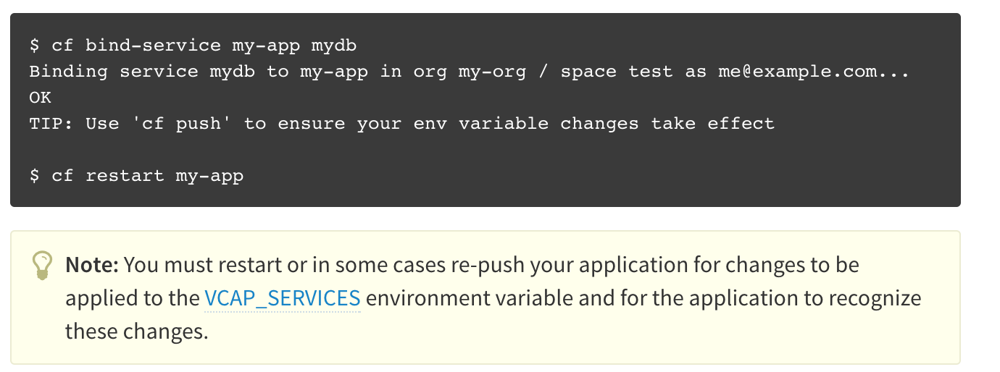 $ cf bind-service my-app mydb
Binding service mydb to my-app in org my-org / space test as me@example.com...
OK
TIP: Use 'cf push' to ensure your env variable changes take effect
$ cf restart my-app
Note: You must restart or in some cases re-push your application for changes to be
applied to the VCAP_SERVICES environment variable and for the application to recognize
these changes.